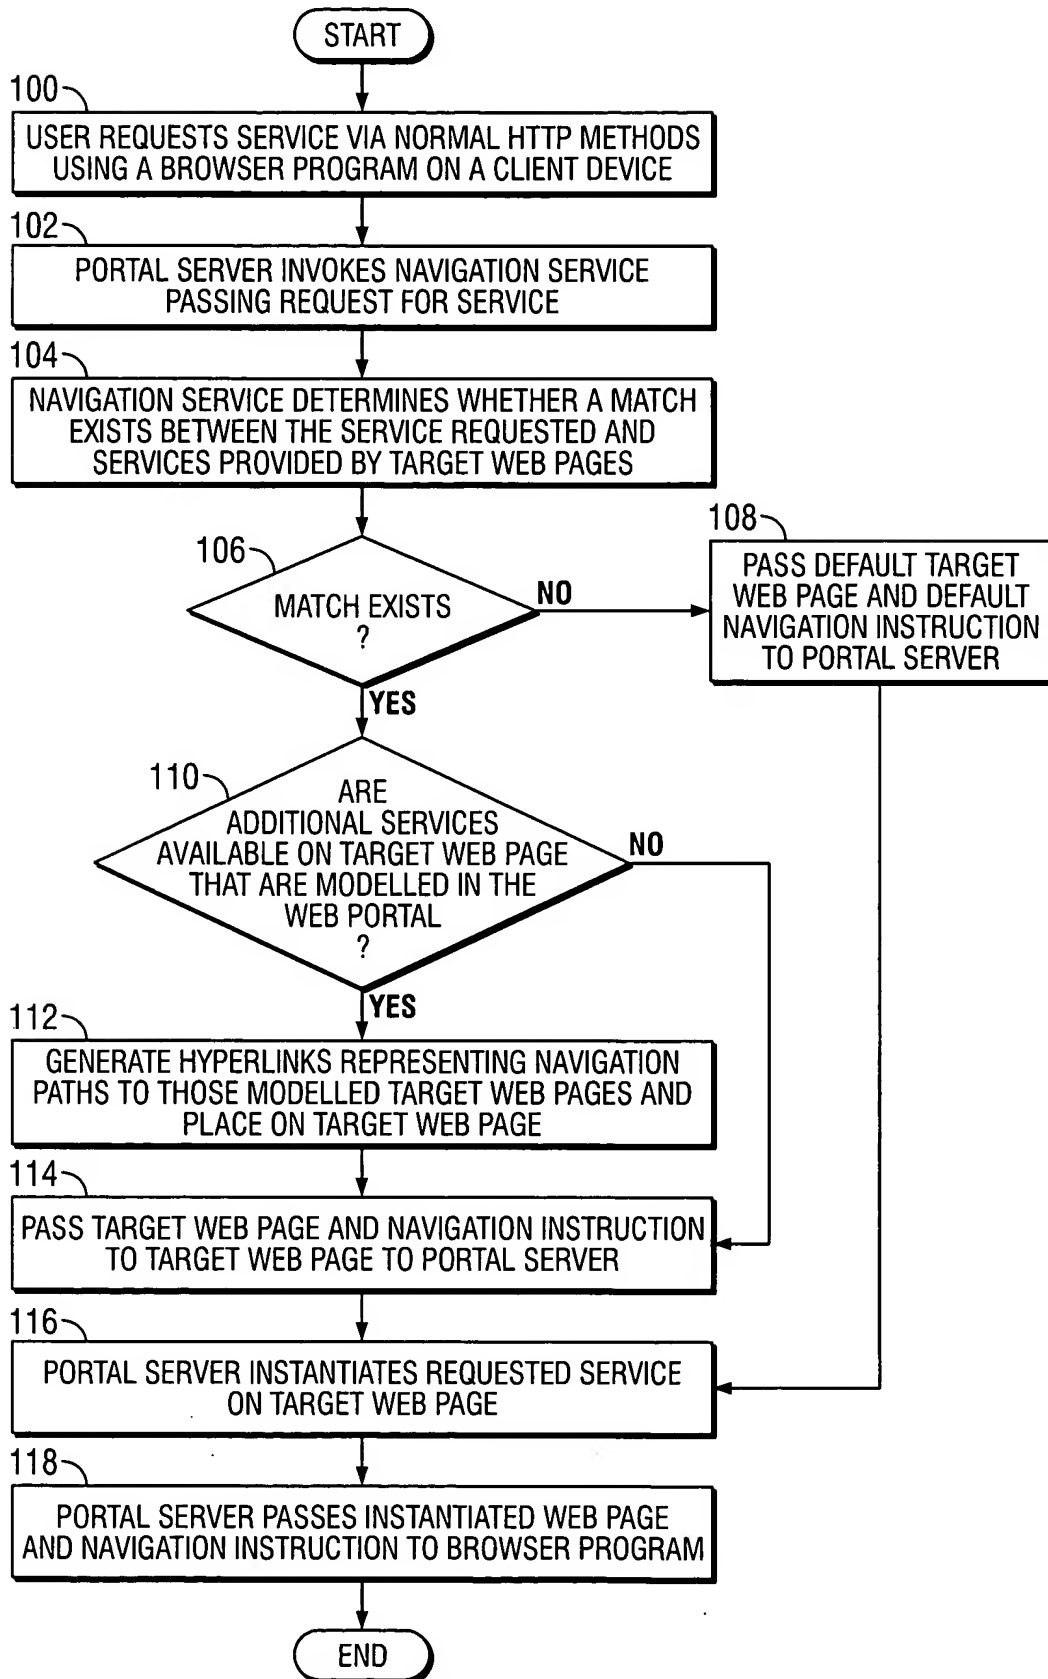 START
100
USER REQUESTS SERVICE VIA NORMAL HTTP METHODS
USING A BROWSER PROGRAM ON A CLIENT DEVICE
102
PORTAL SERVER INVOKES NAVIGATION SERVICE
PASSING REQUEST FOR SERVICE
104
NAVIGATION SERVICE DETERMINES WHETHER A MATCH
EXISTS BETWEEN THE SERVICE REQUESTED AND
SERVICES PROVIDED BY TARGET WEB PAGES
106
MATCH EXISTS
?
NO
108
PASS DEFAULT TARGET
WEB PAGE AND DEFAULT
NAVIGATION INSTRUCTION
TO PORTAL SERVER
YES
110
ARE
ADDITIONAL SERVICES
AVAILABLE ON TARGET WEB PAGE
THAT ARE MODELLED IN THE
WEB PORTAL
?
NO
YES
112
GENERATE HYPERLINKS REPRESENTING NAVIGATION
PATHS TO THOSE MODELLED TARGET WEB PAGES AND
PLACE ON TARGET WEB PAGE
114
PASS TARGET WEB PAGE AND NAVIGATION INSTRUCTION
TO TARGET WEB PAGE TO PORTAL SERVER
116
PORTAL SERVER INSTANTIATES REQUESTED SERVICE
ON TARGET WEB PAGE
118
PORTAL SERVER PASSES INSTANTIATED WEB PAGE
AND NAVIGATION INSTRUCTION TO BROWSER PROGRAM
END